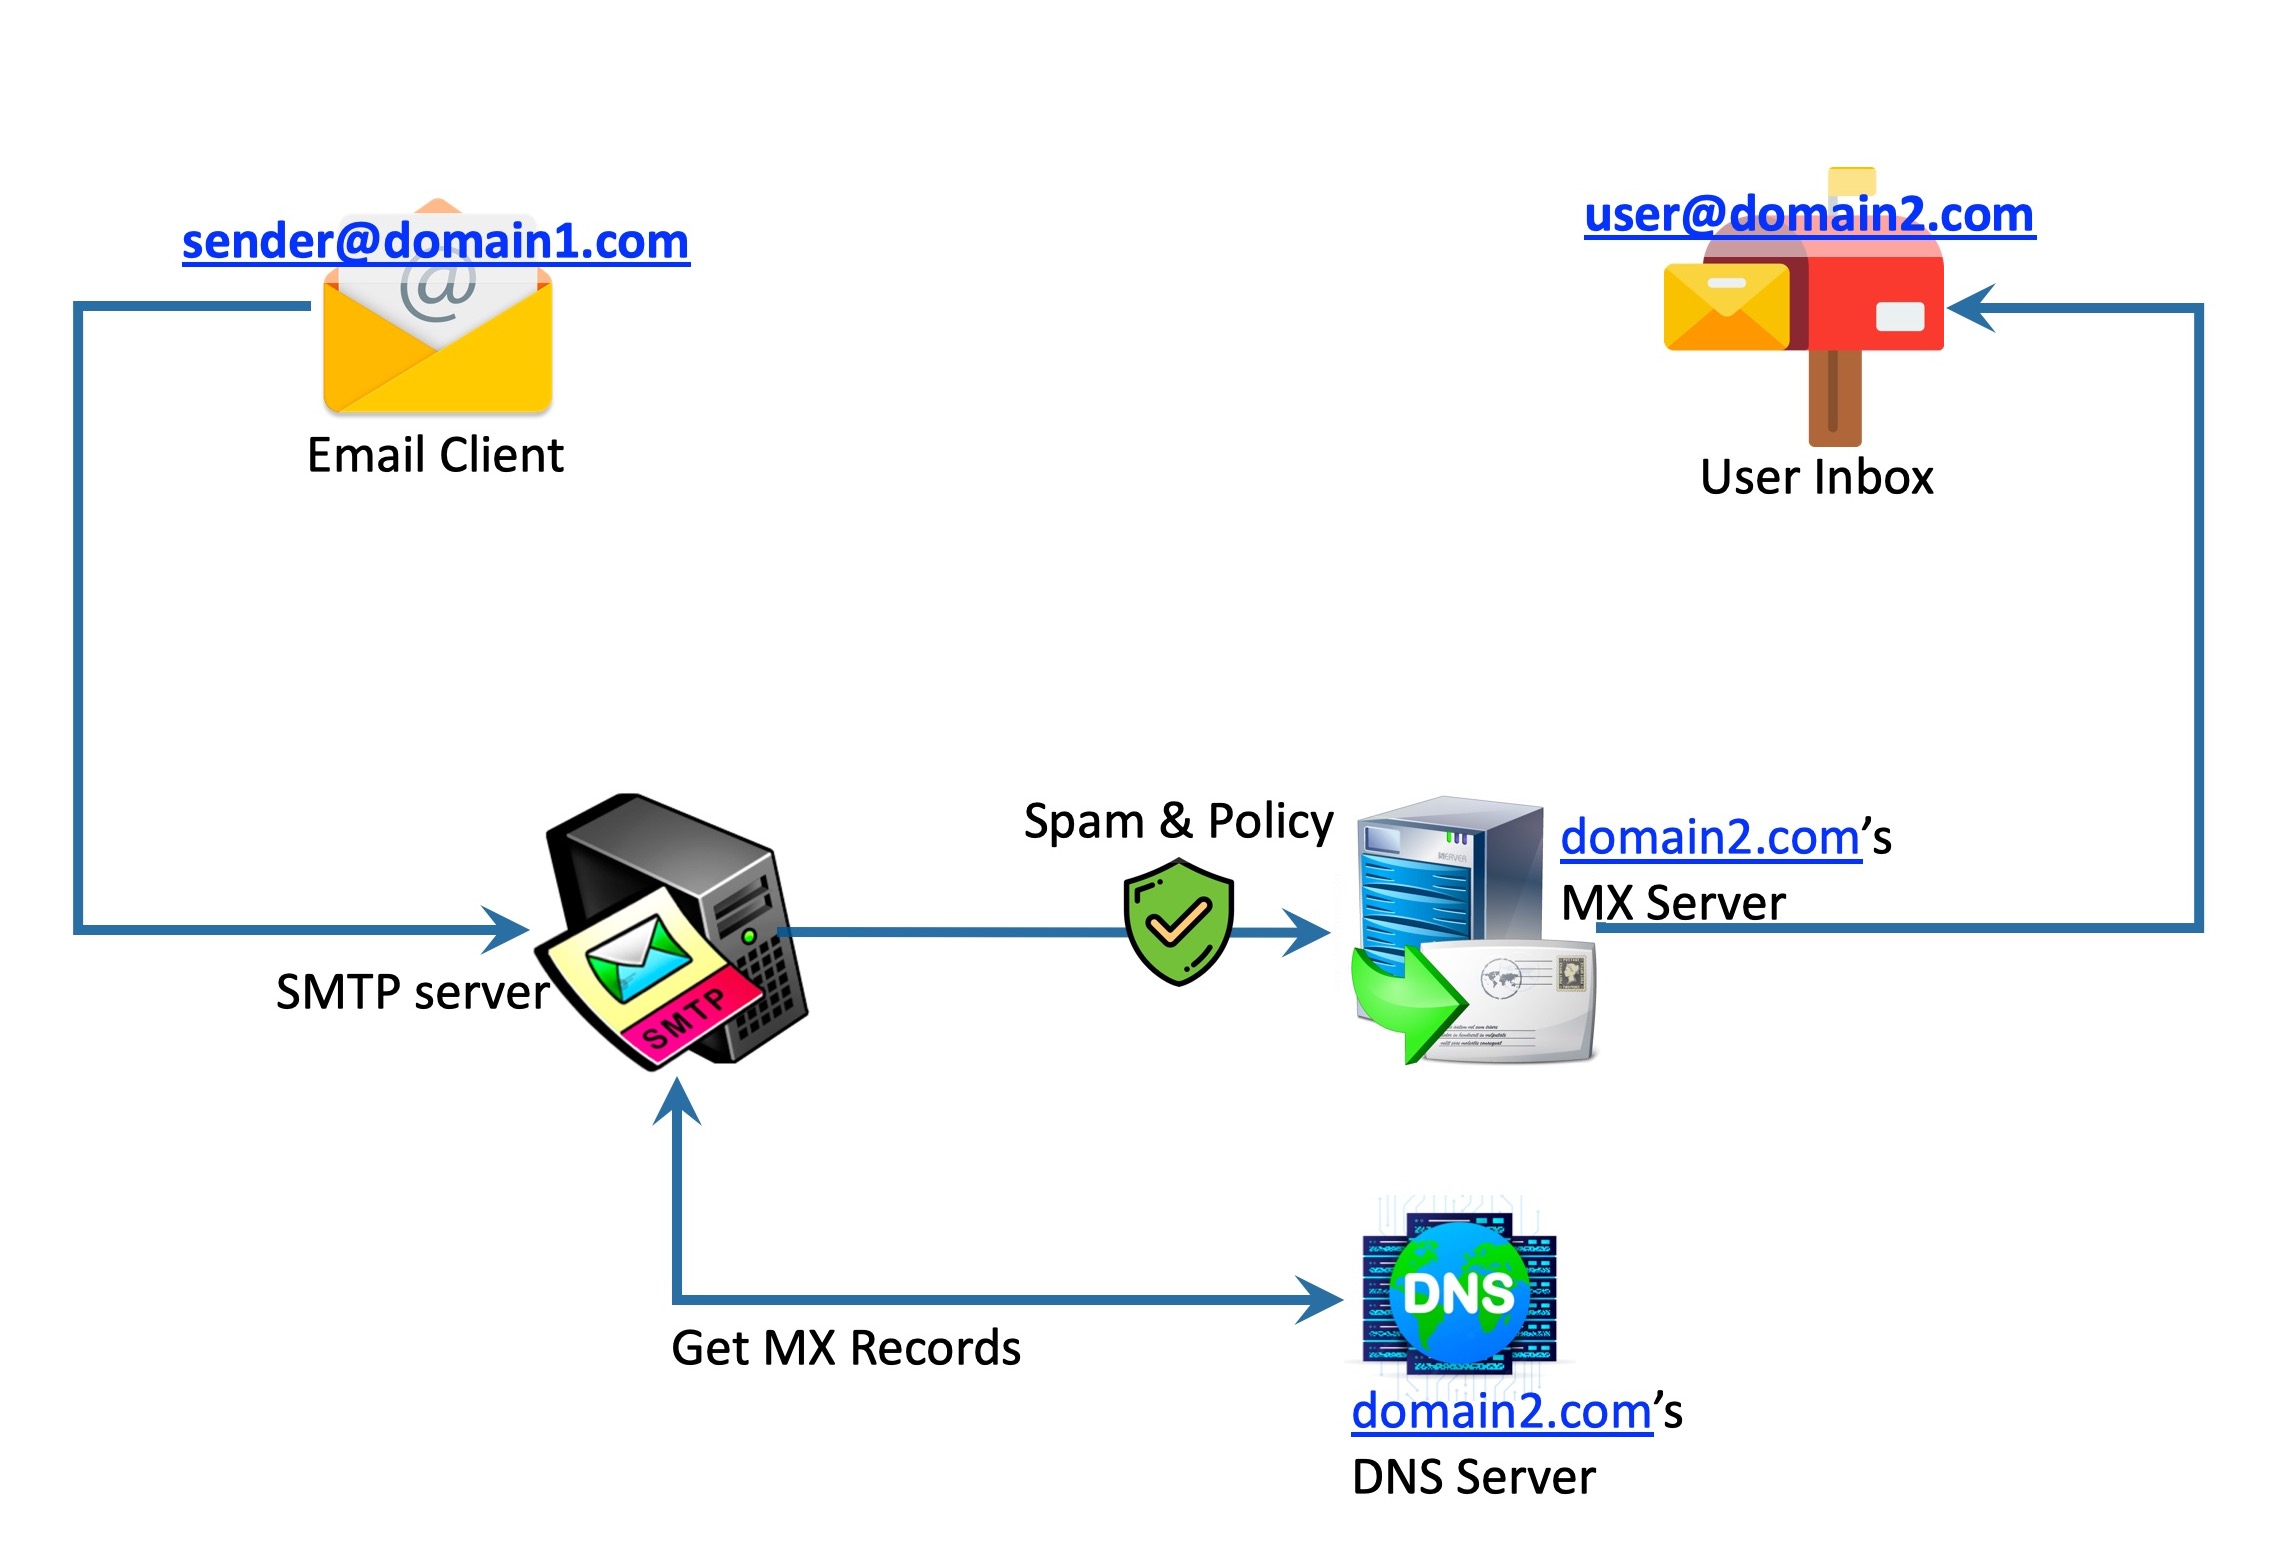 sender@domain1.com
@
Email Client
user@domain2.com
User Inbox
SMTP server
SMTP
Spam & Policy
SERVER
domain2.com’s
MX Server
Get MX Records
DNS
domain2.com’s
DNS Server